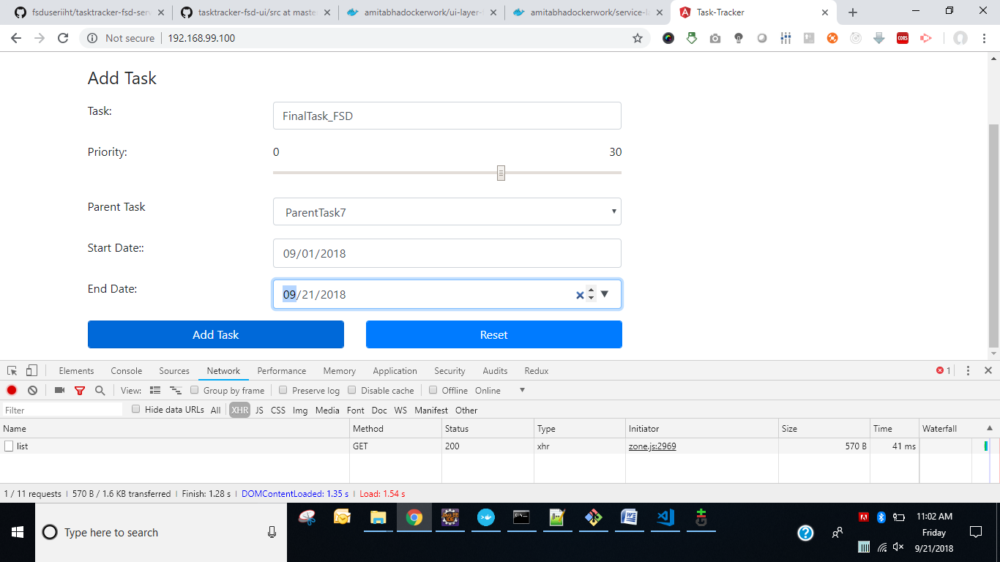 fsduseriiht/tasktracker-fsd-serv
tasktracker-fsd-ui/src at master
amitabhadockerwork/ui-layer-t
amitabhadockerwork/service-la
Task-Tracker
Not secure | 192.168.99.100
CORS
Add Task
Task: FinalTask_FSD
Priority: 0 30
Parent Task ParentTask7
Start Date:: 09/01/2018
End Date: 09/21/2018
Add Task Reset
Elements Console Sources Network Performance Memory Application Security Audits Redux 1
View: Group by frame Preserve log Disable cache Offline Online
Filter Hide data URLs All XHR JS CSS Img Media Font Doc WS Manifest Other
Name Method Status Type Initiator Size Time Waterfall
list GET 200 xhr zone.js:2969 570 B 41 ms
1 / 11 requests | 570 B / 1.6 KB transferred | Finish: 1.28 s | DOMContentLoaded: 1.35 s | Load: 1.54 s
Type here to search
11:02 AM
Friday
9/21/2018